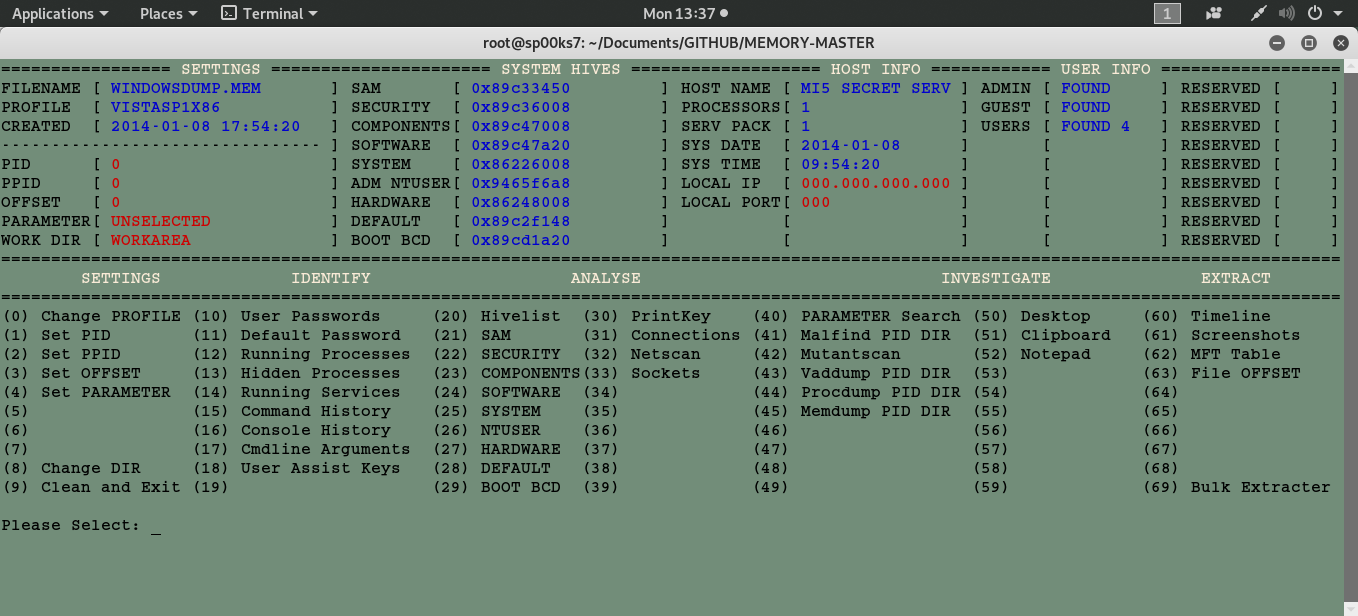 Applications Places Terminal Mon 13:37 1
root@sp00ks7: ~/Documents/GITHUB/MEMORY-MASTER
================= SETTINGS ====================== SYSTEM HIVES =================== HOST INFO ============== USER INFO ==================
FILENAME [ WINDOWSDUMP.MEM ] SAM [ 0x89c33450 ] HOST NAME [ MI5 SECRET SERV ] ADMIN [ FOUND ] RESERVED [ ]
PROFILE [ VISTASP1X86 ] SECURITY [ 0x89c36008 ] PROCESSORS[ 1 ] GUEST [ FOUND ] RESERVED [ ]
CREATED [ 2014-01-08 17:54:20 ] COMPONENTS[ 0x89c47008 ] SERV PACK [ 1 ] USERS [ FOUND 4 ] RESERVED [ ]
-------------------------------- ] SOFTWARE [ 0x89c47a20 ] SYS DATE [ 2014-01-08 ] [ ] RESERVED [ ]
PID [ 0 ] SYSTEM [ 0x86226008 ] SYS TIME [ 09:54:20 ] [ ] RESERVED [ ]
PPID [ 0 ] ADM NTUSER[ 0x9465f6a8 ] LOCAL IP [ 000.000.000.000 ] [ ] RESERVED [ ]
OFFSET [ 0 ] HARDWARE [ 0x86248008 ] LOCAL PORT[ 000 ] [ ] RESERVED [ ]
PARAMETER[ UNSELECTED ] DEFAULT [ 0x89c2f148 ] [ ] [ ] RESERVED [ ]
WORK DIR [ WORKAREA ] BOOT BCD [ 0x89cd1a20 ] [ ] [ ] RESERVED [ ]
======================================================================================================================================
SETTINGS IDENTIFY ANALYSE INVESTIGATE EXTRACT
======================================================================================================================================
(0) Change PROFILE (10) User Passwords (20) Hivelist (30) PrintKey (40) PARAMETER Search (50) Desktop (60) Timeline
(1) Set PID (11) Default Password (21) SAM (31) Connections (41) Malfind PID DIR (51) Clipboard (61) Screenshots
(2) Set PPID (12) Running Processes (22) SECURITY (32) Netscan (42) Mutantscan (52) Notepad (62) MFT Table
(3) Set OFFSET (13) Hidden Processes (23) COMPONENTS(33) Sockets (43) Vaddump PID DIR (53) (63) File OFFSET
(4) Set PARAMETER (14) Running Services (24) SOFTWARE (34) (44) Procdump PID DIR (54) (64)
(5) (15) Command History (25) SYSTEM (35) (45) Memdump PID DIR (55) (65)
(6) (16) Console History (26) NTUSER (36) (46) (56) (66)
(7) (17) Cmdline Arguments (27) HARDWARE (37) (47) (57) (67)
(8) Change DIR (18) User Assist Keys (28) DEFAULT (38) (48) (58) (68)
(9) Clean and Exit (19) (29) BOOT BCD (39) (49) (59) (69) Bulk Extracter
Please Select: _